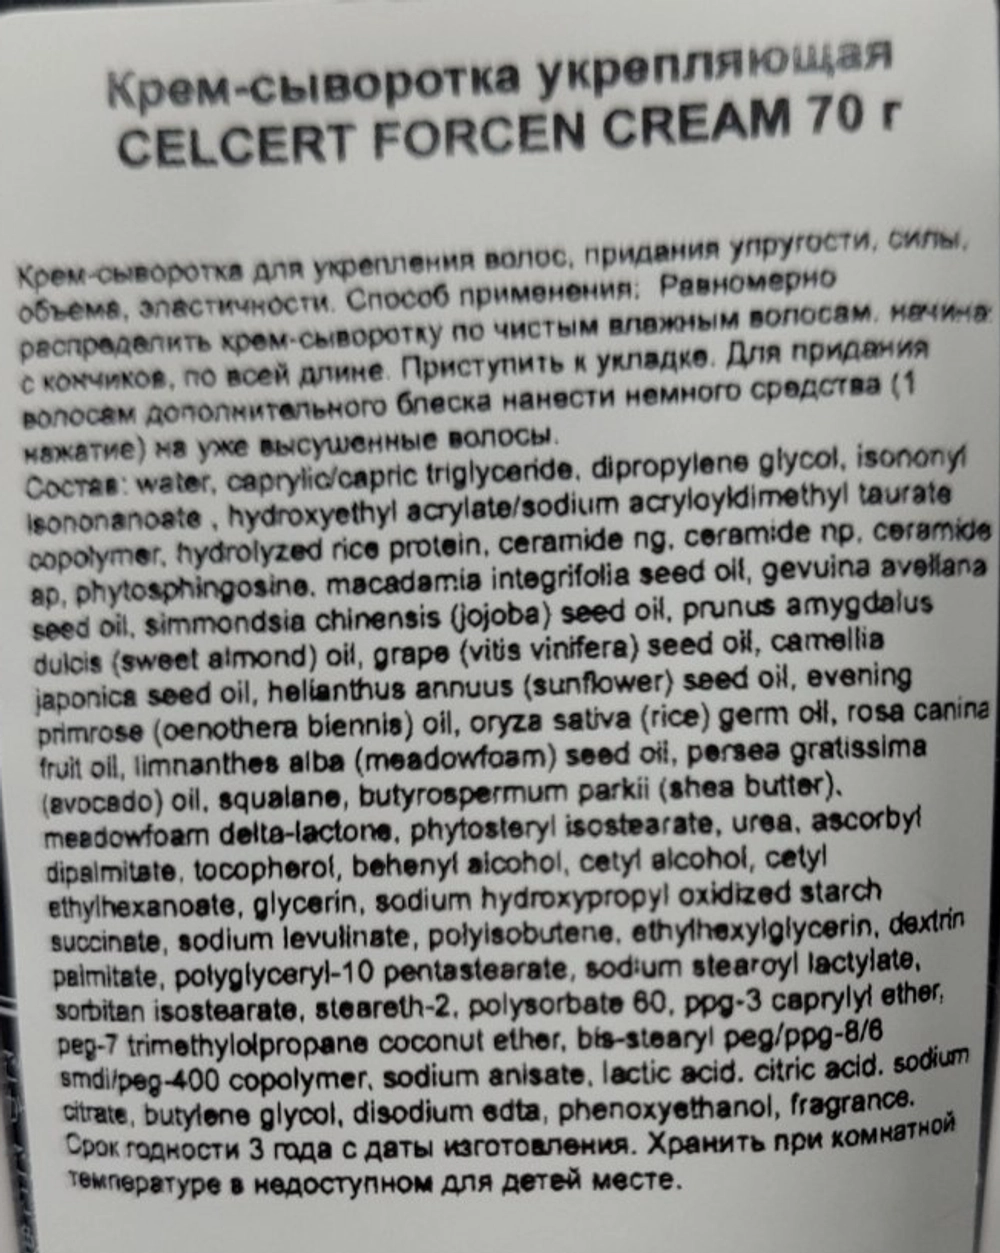 Крем-сыворотка укрепляющая
CELCERT FORCEN CREAM 70 г
Крем-сыворотка для укрепления волос, придания упругости, силы,
объема, эластичности. Способ применения: Равномерно
распределить крем-сыворотку по чистым влажным волосам. начиная
с кончиков, по всей длине. Приступить к укладке. Для придания
волосам дополнительного блеска нанести немного средства (1
нажатие) на уже высушенные волосы.
Состав: water, caprylic/capric triglyceride, dipropylene glycol, isononyl
isononanoate , hydroxyethyl acrylate/sodium acryloyldimethyl taurate
copolymer, hydrolyzed rice protein, ceramide ng, ceramide np, ceramide
ap, phytosphingosine, macadamia integrifolia seed oil, gevuina avellana
seed oil, simmondsia chinensis (jojoba) seed oil, prunus amygdalus
dulcis (sweet almond) oil, grape (vitis vinifera) seed oil, camellia
japonica seed oil, helianthus annuus (sunflower) seed oil, evening
primrose (oenothera biennis) oil, oryza sativa (rice) germ oil, rosa canina
fruit oil, limnanthes alba (meadowfoam) seed oil, persea gratissima
(avocado) oil, squalane, butyrospermum parkii (shea butter),
meadowfoam delta-lactone, phytosteryl isostearate, urea, ascorbyl
dipalmitate, tocopherol, behenyl alcohol, cetyl alcohol, cetyl
ethylhexanoate, glycerin, sodium hydroxypropyl oxidized starch
succinate, sodium levulinate, polyisobutene, ethylhexylglycerin, dextrin
palmitate, polyglyceryl-10 pentastearate, sodium stearoyl lactylate,
sorbitan isostearate, steareth-2, polysorbate 60, ppg-3 caprylyl ether,
peg-7 trimethylolpropane coconut ether, bis-stearyl peg/ppg-8/6
smdi/peg-400 copolymer, sodium anisate, lactic acid. citric acid. sodium
citrate, butylene glycol, disodium edta, phenoxyethanol, fragrance.
Срок годности 3 года с даты изготовления. Хранить при комнатной
температуре в недоступном для детей месте.